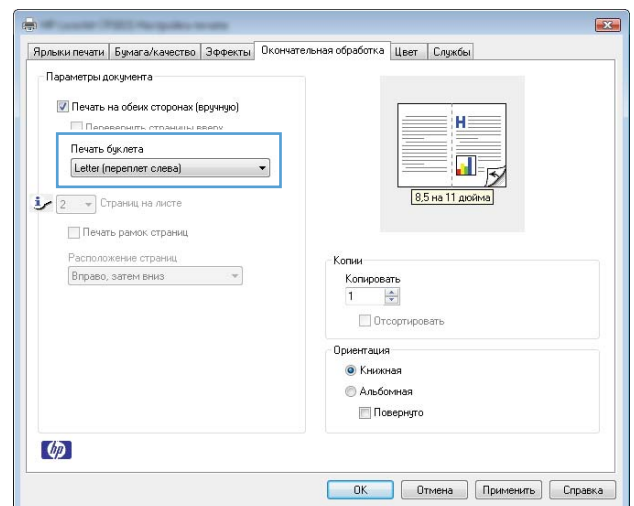 Ярлыки печати Бумага/качество Эффекты Окончательная обработка Цвет Службы
Параметры документа
Печать на обеих сторонах (вручную)
Перевернуть страницы вверх
Печать буклета
Letter (переплет слева)
2 Страниц на листе
Печать рамок страниц
Расположение страниц
Вправо, затем вниз
H
8,5 на 11 дюйма
Копии
Копировать
1
Отсортировать
Ориентация
Книжная
Альбомная
Повернуто
hp
OK Отмена Применить Справка